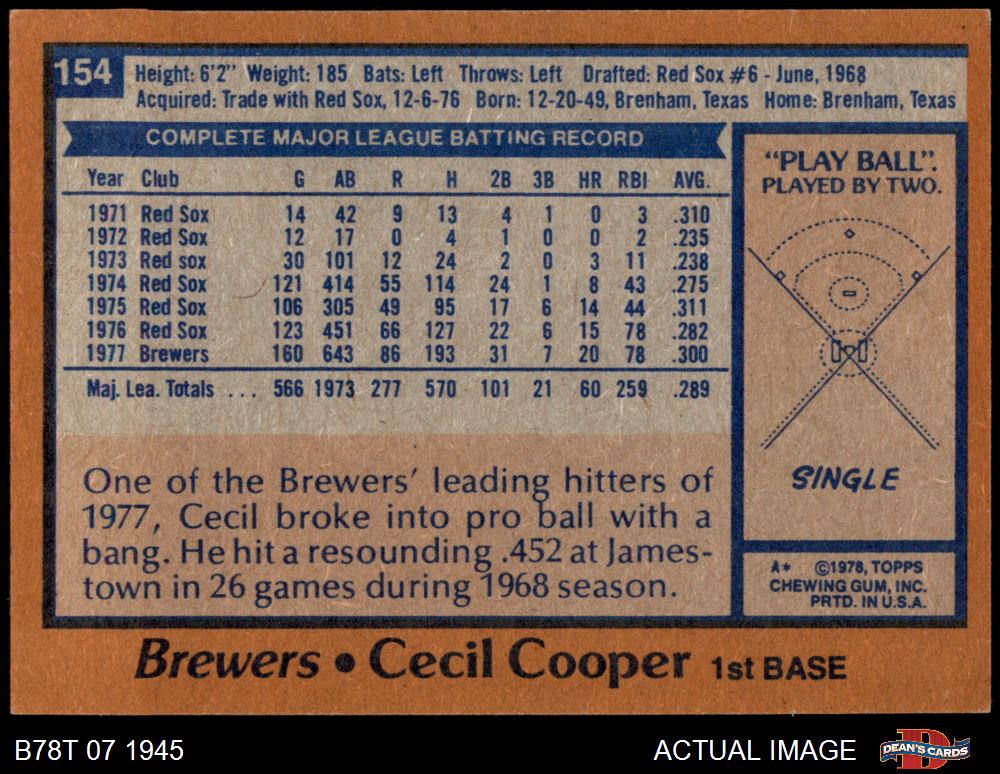 154
Height: 6'2" Weight: 185 Bats: Left Throws: Left Drafted: Red Sox #6 - June, 1968
Acquired: Trade with Red Sox, 12-6-76 Born: 12-20-49, Brenham, Texas Home: Brenham, Texas
COMPLETE MAJOR LEAGUE BATTING RECORD
Year Club G AB R H 2B 3B HR RBI AVG.
1971 Red Sox 14 42 9 13 4 1 0 3 .310
1972 Red Sox 12 17 0 4 1 0 0 2 .235
1973 Red sox 30 101 12 24 2 0 3 11 .238
1974 Red Sox 121 414 55 114 24 1 8 43 .275
1975 Red Sox 106 305 49 95 17 6 14 44 .311
1976 Red Sox 123 451 66 127 22 6 15 78 .282
1977 Brewers 160 643 86 193 31 7 20 78 .300
Maj. Lea. Totals ... 566 1973 277 570 101 21 60 259 .289
One of the Brewers' leading hitters of
1977, Cecil broke into pro ball with a
bang. He hit a resounding .452 at James-
town in 26 games during 1968 season.
"PLAY BALL".
PLAYED BY TWO.
SINGLE
A* ©1978, TOPPS
CHEWING GUM, INC.
PRTD. IN U.S.A.
Brewers • Cecil Cooper 1st BASE
B78T 07 1945
ACTUAL IMAGE
DEAN'S CARDS